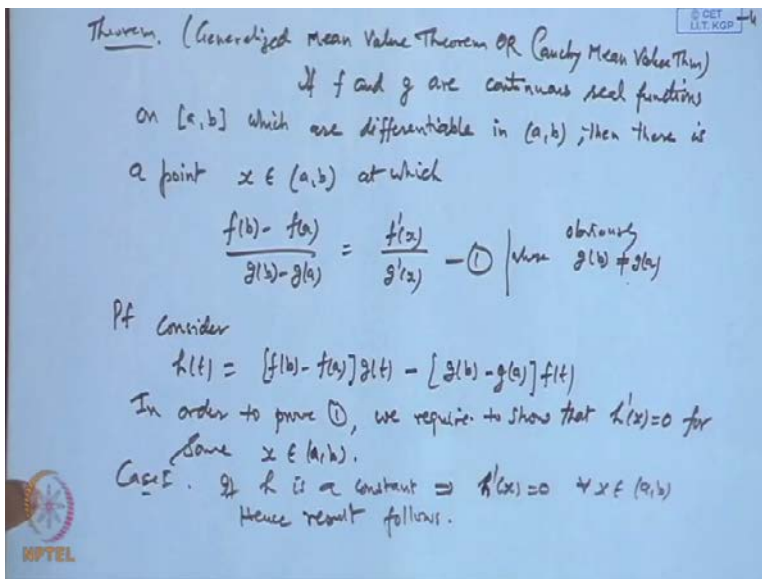 © CET
I.I.T. KGP
Theorem. (Generalized Mean Value Theorem OR Cauchy Mean Value Thm)
If f and g are continuous real functions
on [a,b] which are differentiable in (a,b), then there is
a point x ∈ (a,b) at which
(f(b) - f(a))/(g(b) - g(a)) = f'(x)/g'(x) - ① | where obviously g(b) ≠ g(a)
Pf Consider
h(t) = [f(b) - f(a)] g(t) - [g(b) - g(a)] f(t)
In order to prove ①, we require to show that h'(x) = 0 for
some x ∈ (a,b).
Case I. If h is a constant ⇒ h'(x) = 0 ∀ x ∈ (a,b)
Hence result follows.
NPTEL